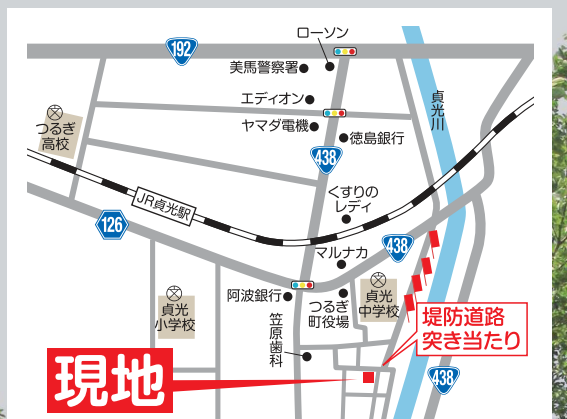 ローソン
192
美馬警察署
エディオン
貞光川
つるぎ
高校
ヤマダ電機
徳島銀行
438
くすりの
レディ
JR貞光駅
126
438
マルナカ
阿波銀行
つるぎ
町役場
貞光
中学校
貞光
小学校
笠原歯科
堤防道路
突き当たり
現地
438